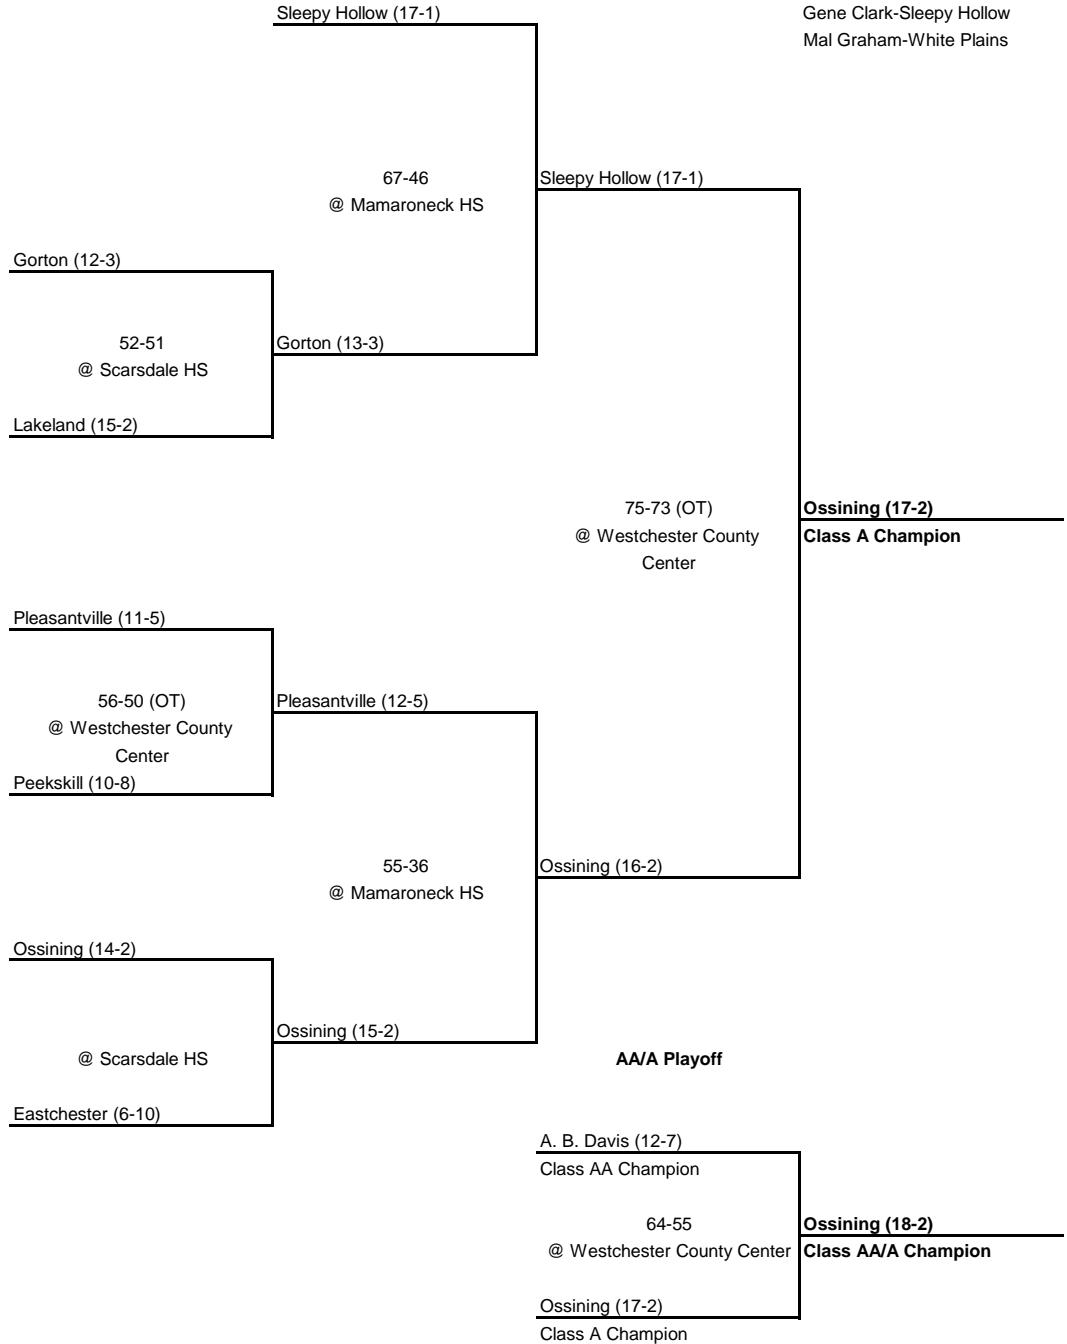 Sleepy Hollow (17-1)
Gene Clark-Sleepy Hollow
Mal Graham-White Plains
67-46
@ Mamaroneck HS
Sleepy Hollow (17-1)
Gorton (12-3)
52-51
@ Scarsdale HS
Gorton (13-3)
Lakeland (15-2)
75-73 (OT)
@ Westchester County
Center
Ossining (17-2)
Class A Champion
Pleasantville (11-5)
56-50 (OT)
@ Westchester County
Center
Pleasantville (12-5)
Peekskill (10-8)
55-36
@ Mamaroneck HS
Ossining (16-2)
Ossining (14-2)
Ossining (15-2)
@ Scarsdale HS
AA/A Playoff
Eastchester (6-10)
A. B. Davis (12-7)
Class AA Champion
64-55
@ Westchester County Center
Ossining (18-2)
Class AA/A Champion
Ossining (17-2)
Class A Champion